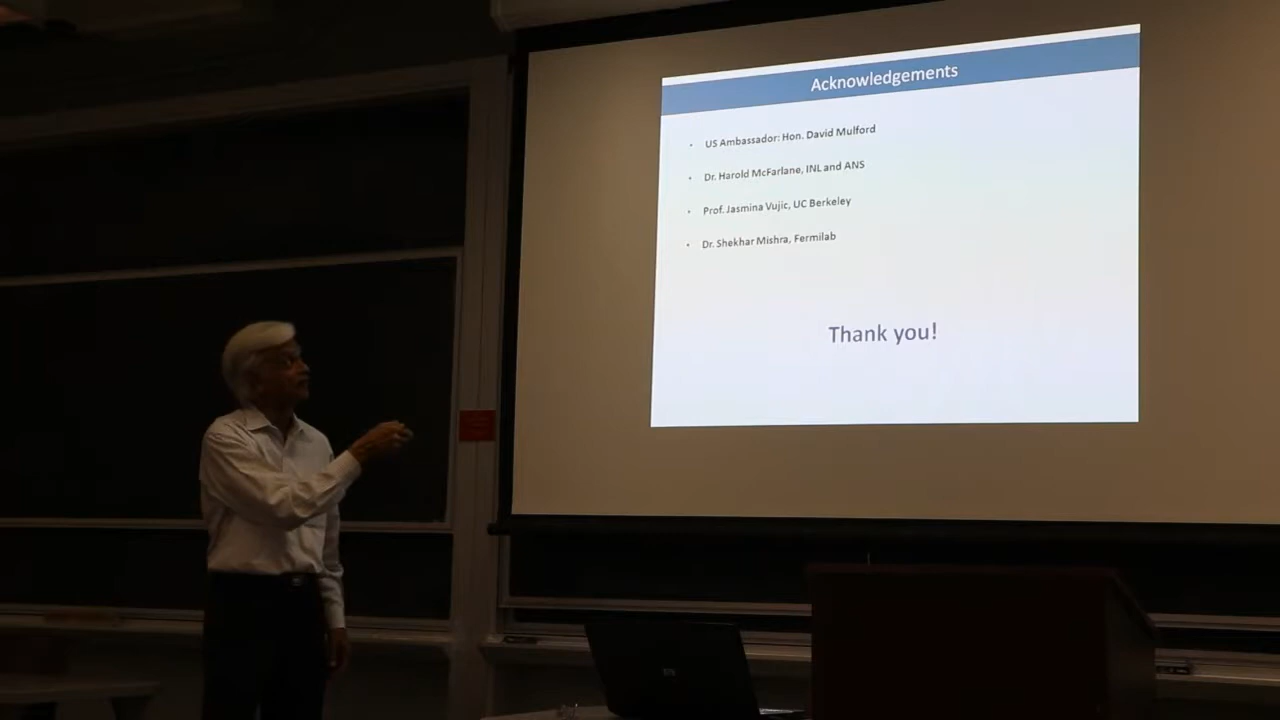 Acknowledgements
US Ambassador: Hon. David Mulford
Dr. Harold McFarlane, INL and ANS
Prof. Jasmina Vujic, UC Berkeley
Dr. Shekhar Mishra, Fermilab
Thank you!
hp